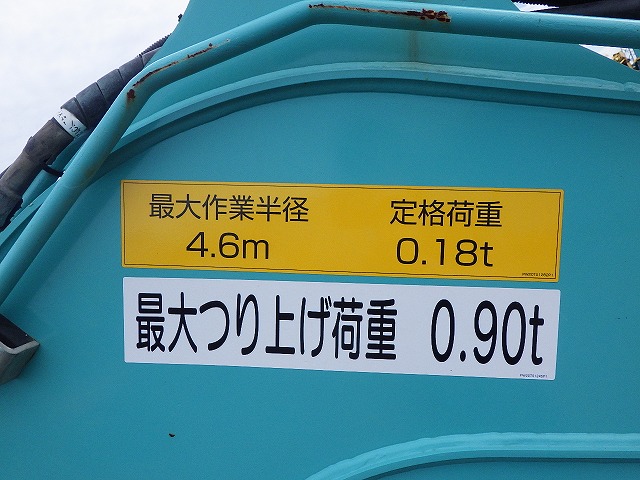 最大作業半径 定格荷重
4.6m 0.18t
最大つり上げ荷重 0.90t